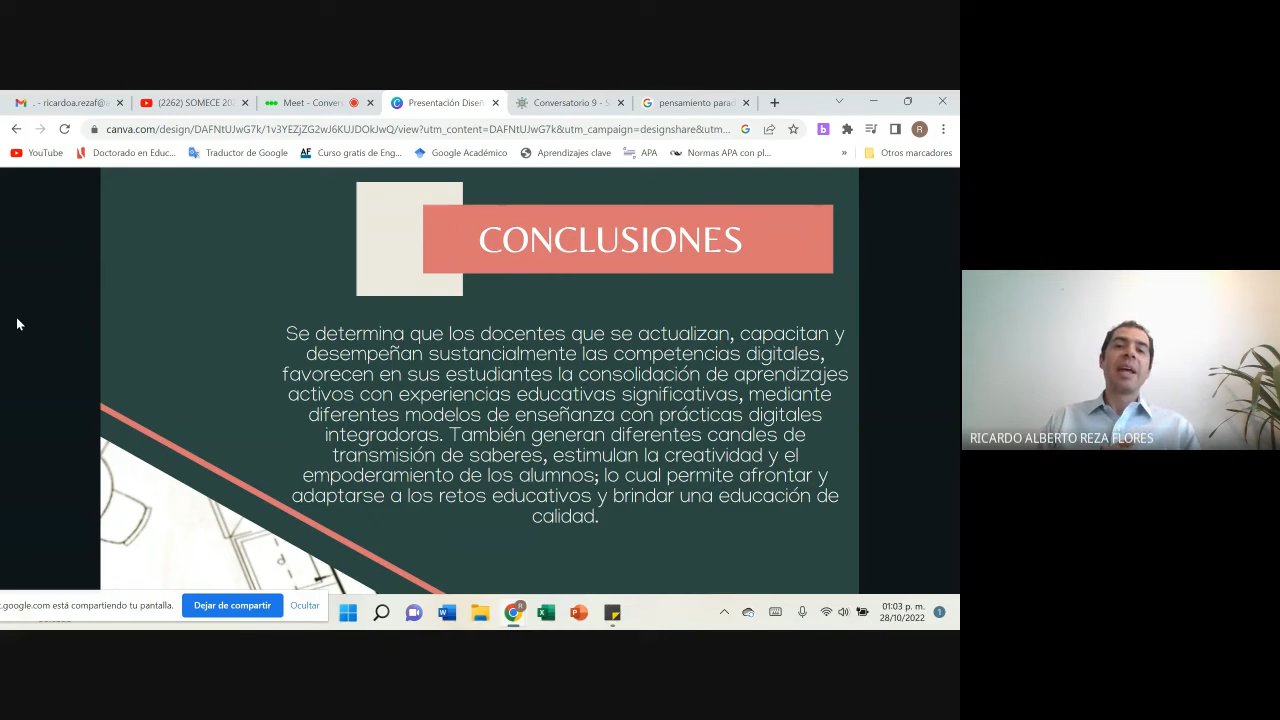 . - ricardoa.rezaf@
(2262) SOMECE 202
Meet - Convers
Presentación Diseñ
Conversatorio 9 - S
pensamiento parad
canva.com/design/DAFNtUJwG7k/1v3YEZjZG2wJ6KUJDOkJwQ/view?utm_content=DAFNtUJwG7k&utm_campaign=designshare&utm...
R
YouTube
Doctorado en Educ...
Traductor de Google
Curso gratis de Eng...
Google Académico
Aprendizajes clave
APA
Normas APA con pl...
»
Otros marcadores
CONCLUSIONES
Se determina que los docentes que se actualizan, capacitan y
desempeñan sustancialmente las competencias digitales,
favorecen en sus estudiantes la consolidación de aprendizajes
activos con experiencias educativas significativas, mediante
diferentes modelos de enseñanza con prácticas digitales
integradoras. También generan diferentes canales de
transmisión de saberes, estimulan la creatividad y el
empoderamiento de los alumnos; lo cual permite afrontar y
adaptarse a los retos educativos y brindar una educación de
calidad.
RICARDO ALBERTO REZA FLORES
.google.com está compartiendo tu pantalla.
Dejar de compartir
Ocultar
01:03 p. m.
28/10/2022
1